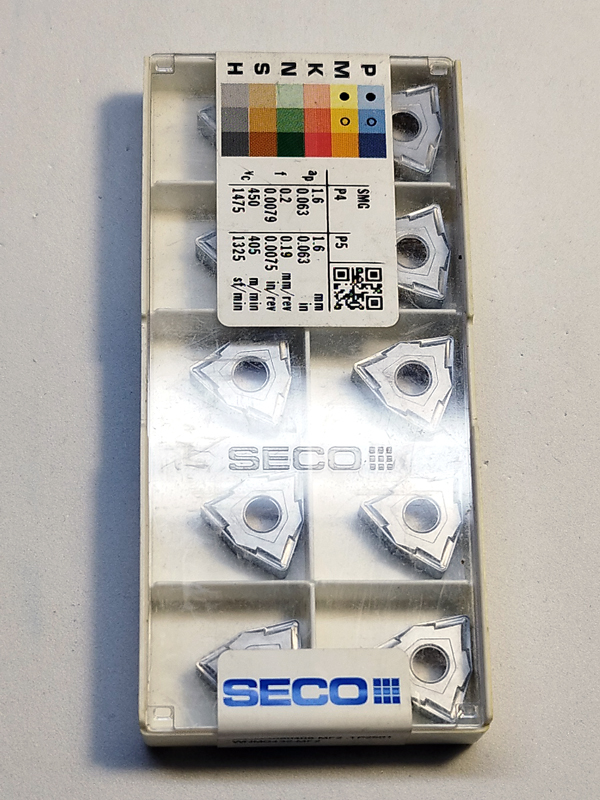 P
M
K
N
S
H
SMG
P4 P5
ap 1.6 1.6 mm
0.063 0.063 in
f 0.2 0.19 mm/rev
0.0079 0.0075 in/rev
vc 450 405 m/min
1475 1325 sf/min
SECO
SECO